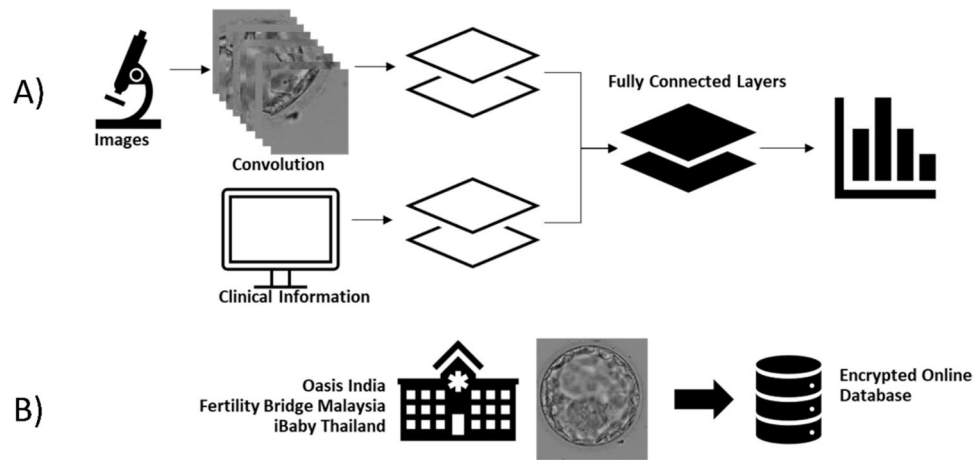 A)
Images
Convolution
Fully Connected Layers
Clinical Information
B)
Oasis India
Fertility Bridge Malaysia
iBaby Thailand
Encrypted Online
Database